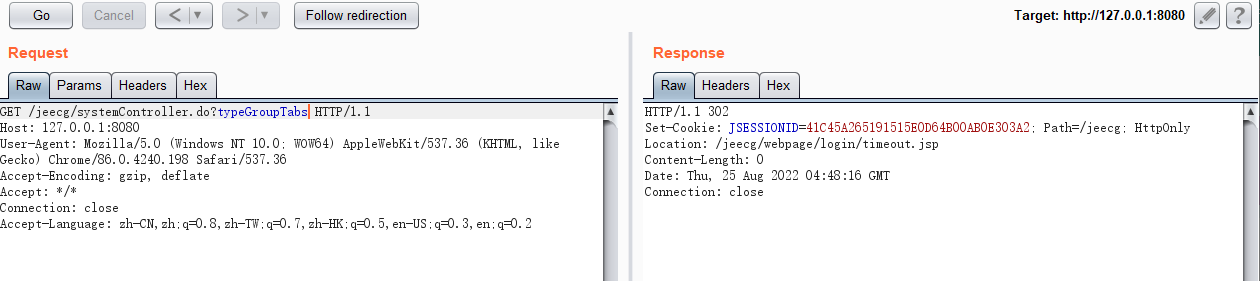 Go Cancel < > Follow redirection Target: http://127.0.0.1:8080 ?
Request
Raw Params Headers Hex
GET /jeecg/systemController.do?typeGroupTabs HTTP/1.1
Host: 127.0.0.1:8080
User-Agent: Mozilla/5.0 (Windows NT 10.0; WOW64) AppleWebKit/537.36 (KHTML, like
Gecko) Chrome/86.0.4240.198 Safari/537.36
Accept-Encoding: gzip, deflate
Accept: */*
Connection: close
Accept-Language: zh-CN,zh;q=0.8,zh-TW;q=0.7,zh-HK;q=0.5,en-US;q=0.3,en;q=0.2
Response
Raw Headers Hex
HTTP/1.1 302
Set-Cookie: JSESSIONID=41C45A265191515E0D64B00AB0E303A2; Path=/jeecg; HttpOnly
Location: /jeecg/webpage/login/timeout.jsp
Content-Length: 0
Date: Thu, 25 Aug 2022 04:48:16 GMT
Connection: close